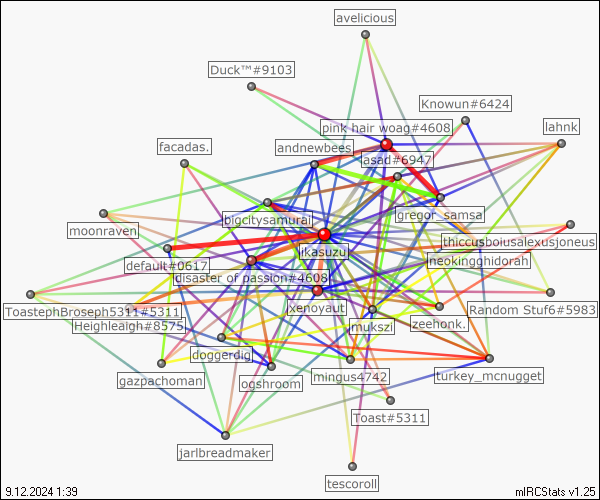 avelicious
Duck™#9103
Knowun#6424
pink hair woag#4608
lahnk
facadas.
andnewbees
lasad#6947
bigcitysamurai
gregor_samsa
moonraven
ikasuzu
thiccusboiusalexusjoneus
default#0617
neokingghidorah
disaster of passion#4608
ToastephBroseph5311#5311
xenoyaut
Random Stuf6#5983
Heighleaigh#8575
mukszi
zeehonk.
doggerdig
gazpachoman
ogshroom
mingus4742
turkey_mcnugget
Toast#5311
jarlbreadmaker
tescoroll
9.12.2024 1:39
mIRCStats v1.25